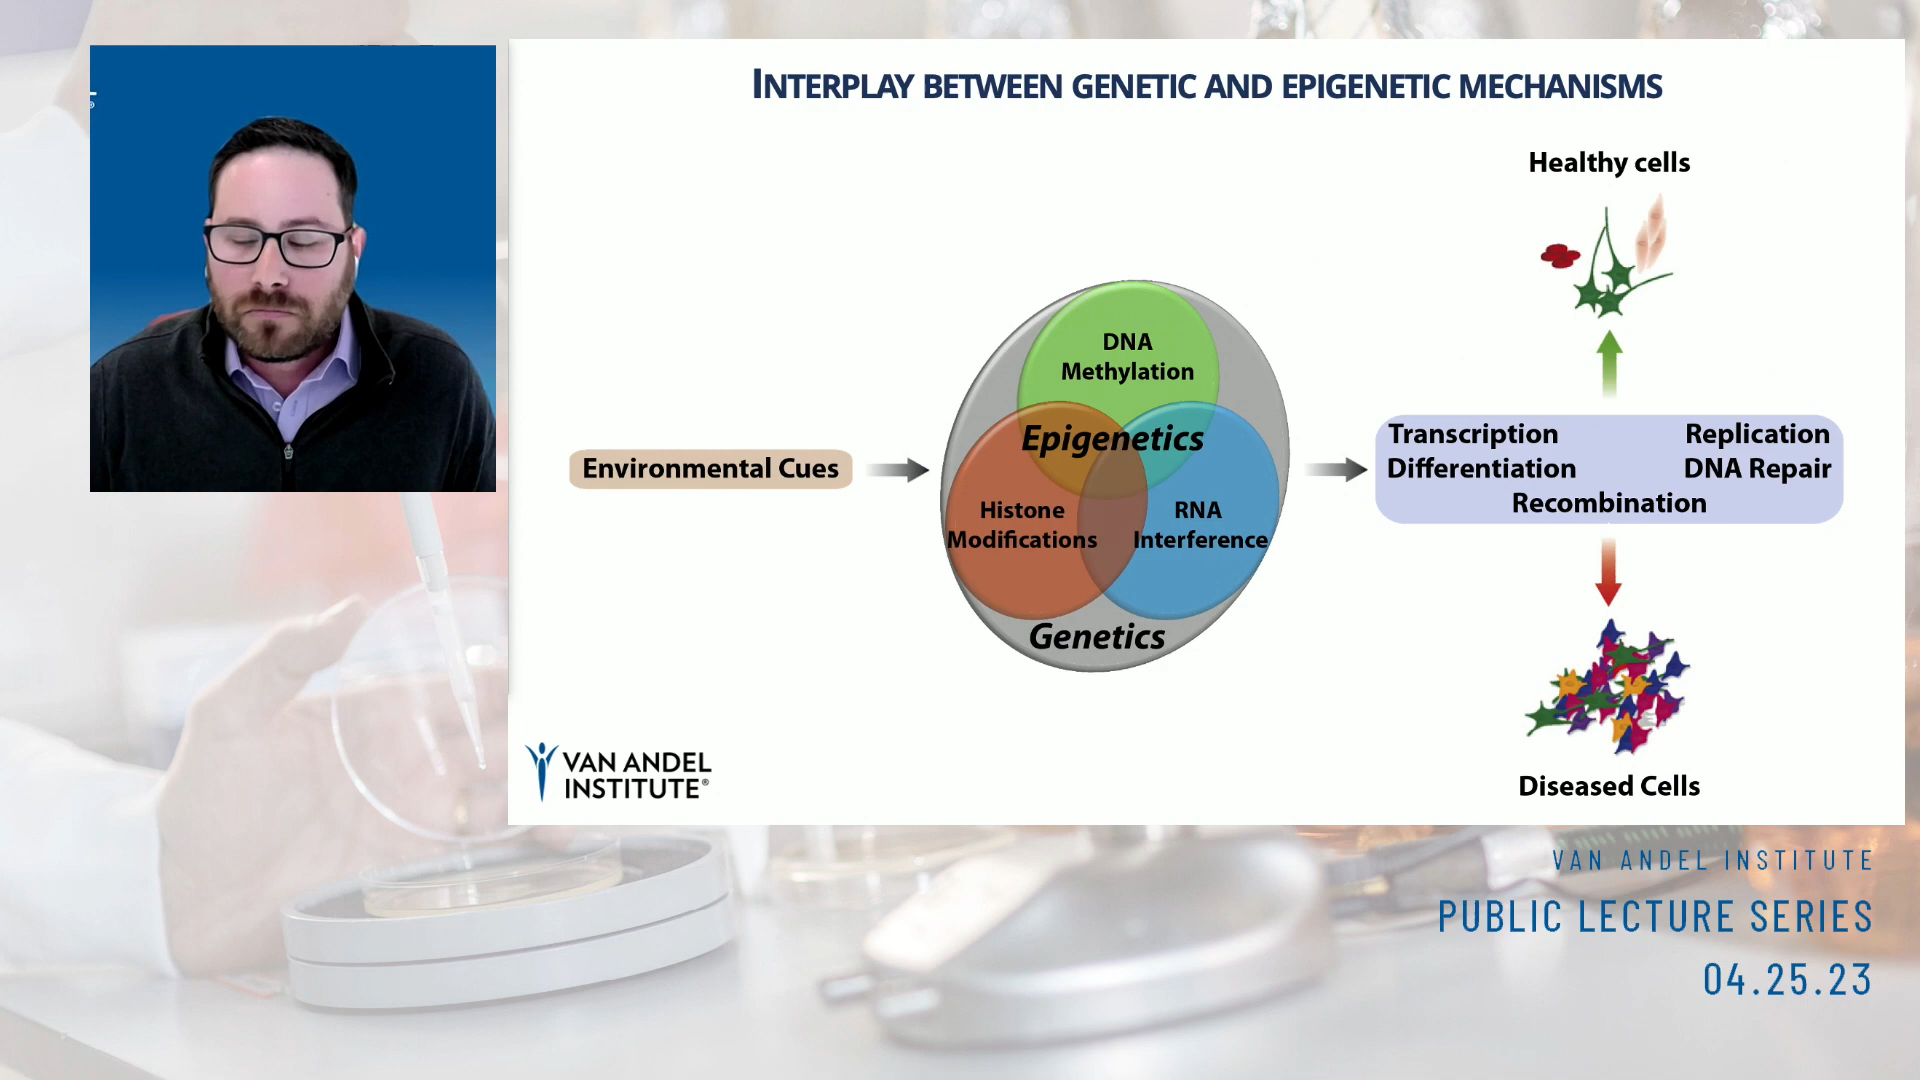 INTERPLAY BETWEEN GENETIC AND EPIGENETIC MECHANISMS
Healthy cells
DNA
Methylation
Epigenetics
Environmental Cues
Histone
Modifications
RNA
Interference
Genetics
Transcription
Replication
Differentiation
DNA Repair
Recombination
Diseased Cells
VAN ANDEL
INSTITUTE®
VAN ANDEL INSTITUTE
PUBLIC LECTURE SERIES
04.25.23